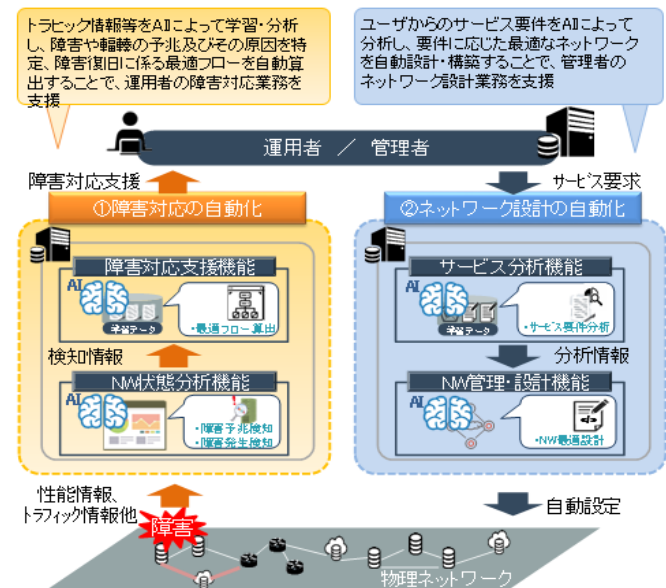 トラヒック情報等をAIによって学習・分析
し、障害や輻輳の予兆及びその原因を特
定、障害復旧に係る最適フローを自動算
出することで、運用者の障害対応業務を
支援
ユーザからのサービス要件をAIによって
分析し、要件に応じた最適なネットワーク
を自動設計・構築することで、管理者の
ネットワーク設計業務を支援
運用者 ／ 管理者
障害対応支援
サービス要求
①障害対応の自動化
②ネットワーク設計の自動化
障害対応支援機能
AI
学習データ
・最適フロー算出
サービス分析機能
AI
学習データ
・サービス要件分析
検知情報
分析情報
NW状態分析機能
AI
・障害予兆検知
・障害発生検知
NW管理・設計機能
AI
・NW最適設計
性能情報、
トラフィック情報他
自動設定
障害
物理ネットワーク